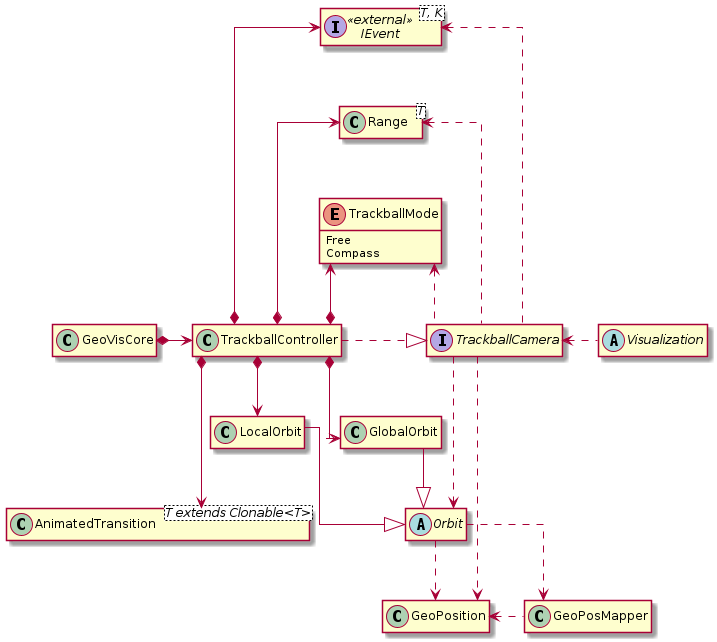 I
«external»
IEvent
T, K
C
Range
T
E
TrackballMode
Free
Compass
C
GeoVisCore
C
TrackballController
I
TrackballCamera
A
Visualization
C
LocalOrbit
C
GlobalOrbit
C
AnimatedTransition
T extends Clonable<T>
A
Orbit
C
GeoPosition
C
GeoPosMapper